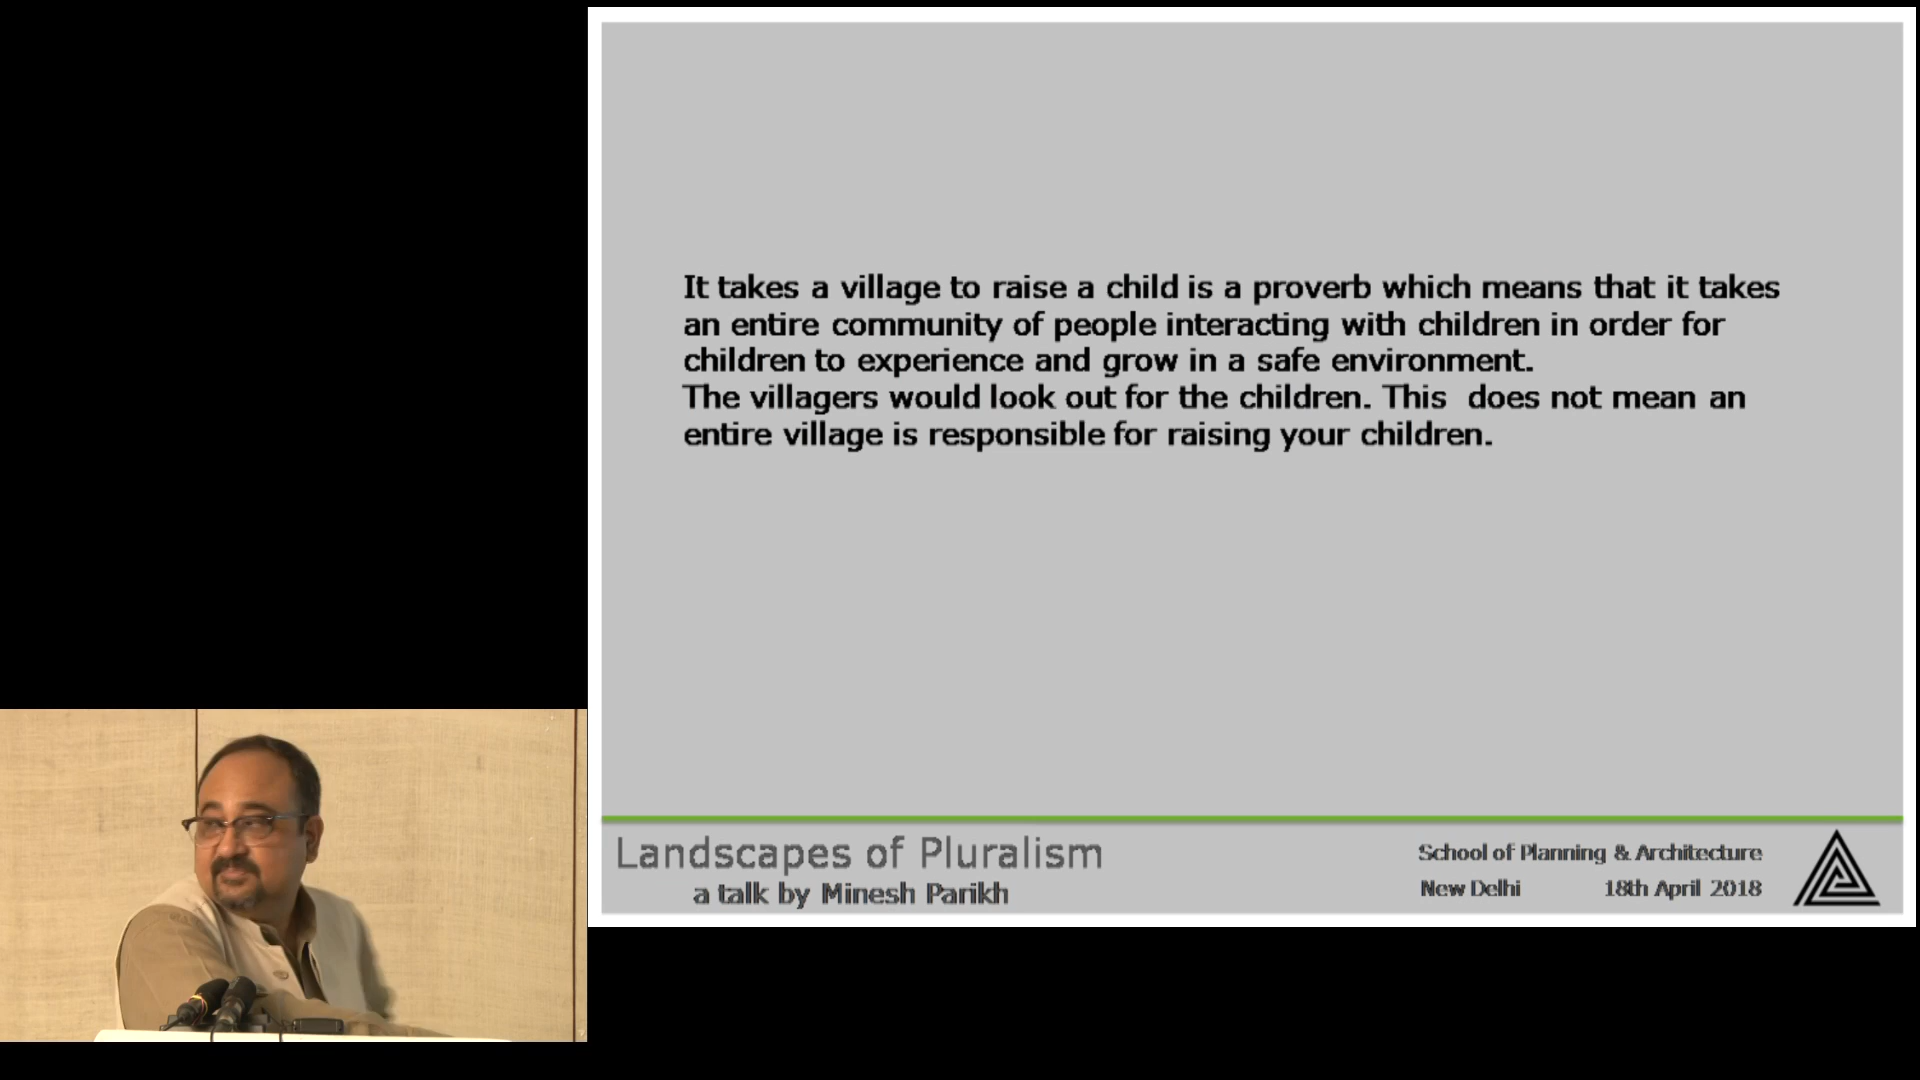 It takes a village to raise a child is a proverb which means that it takes
an entire community of people interacting with children in order for
children to experience and grow in a safe environment.
The villagers would look out for the children. This  does not mean an
entire village is responsible for raising your children.
Landscapes of Pluralism
a talk by Minesh Parikh
School of Planning & Architecture
New Delhi 18th April 2018